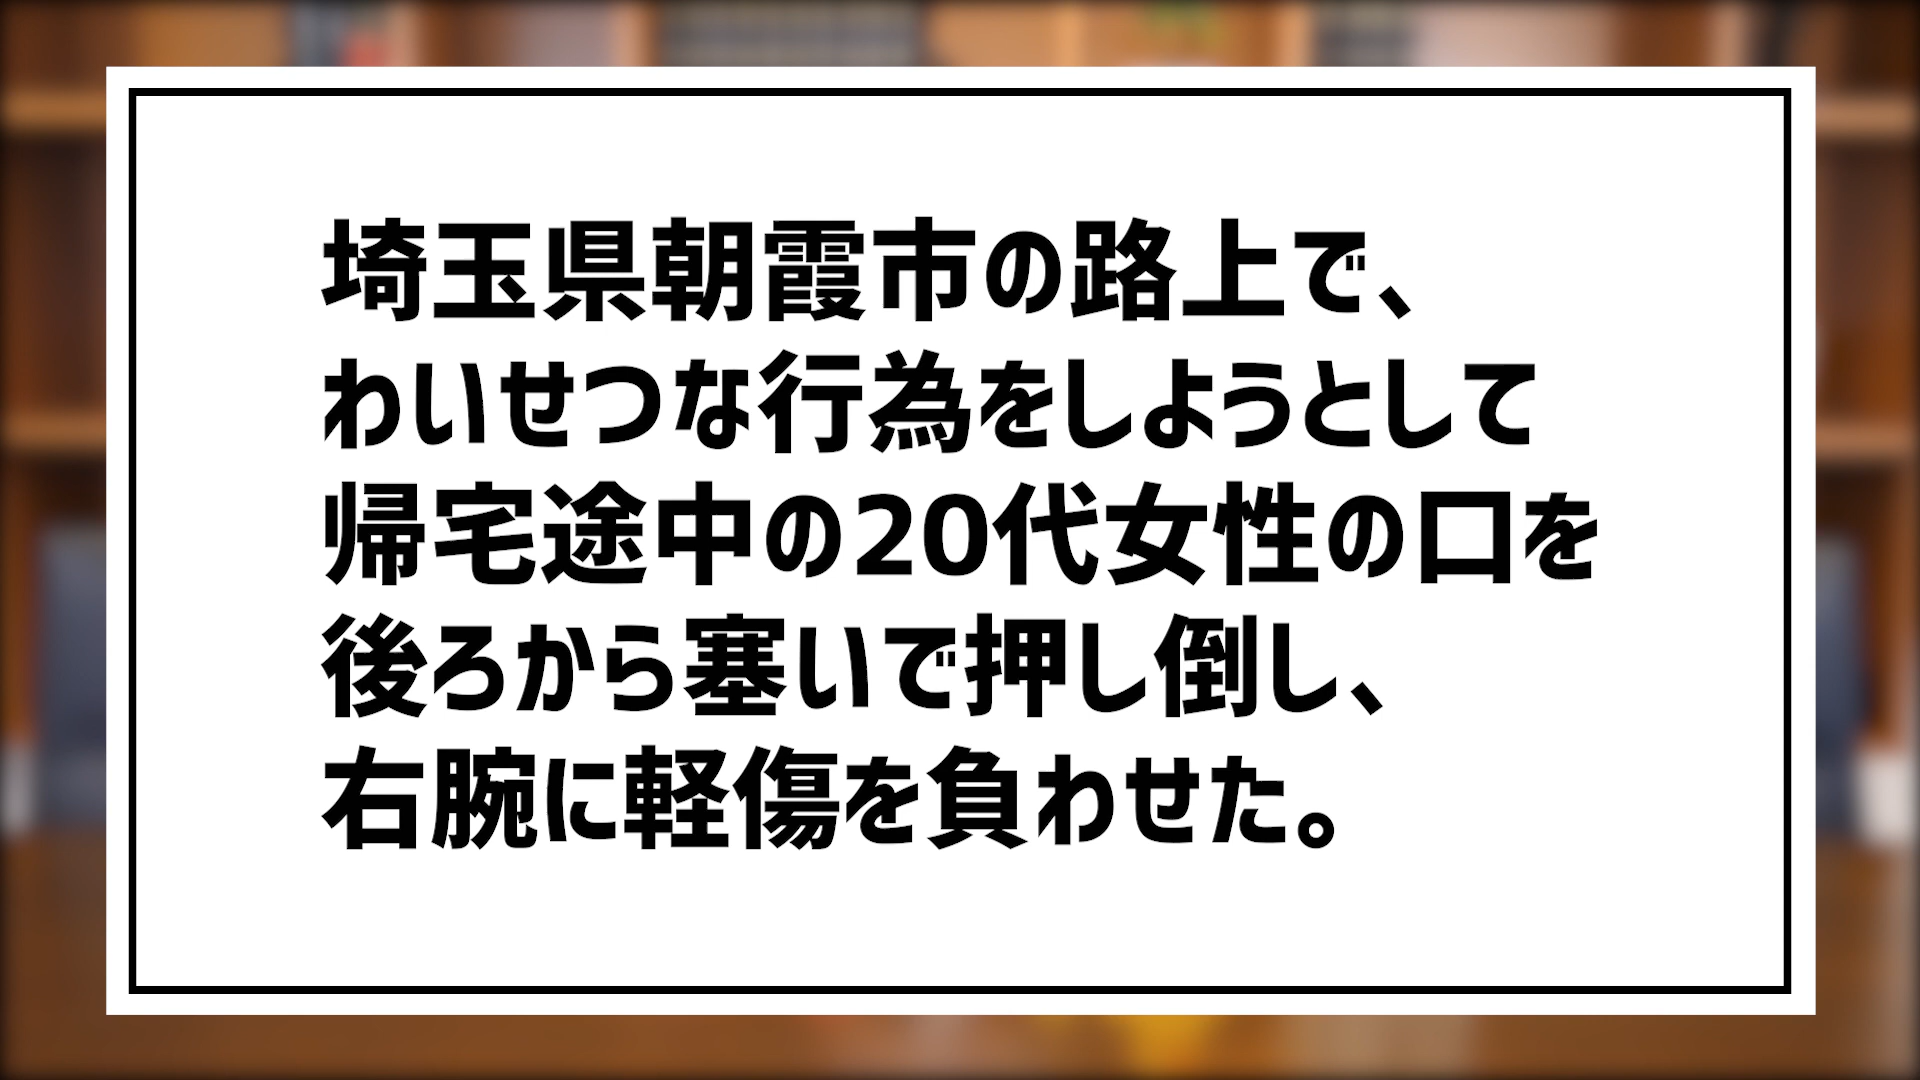 埼玉県朝霞市の路上で、
わいせつな行為をしようとして
帰宅途中の20代女性の口を
後ろから塞いで押し倒し、
右腕に軽傷を負わせた。